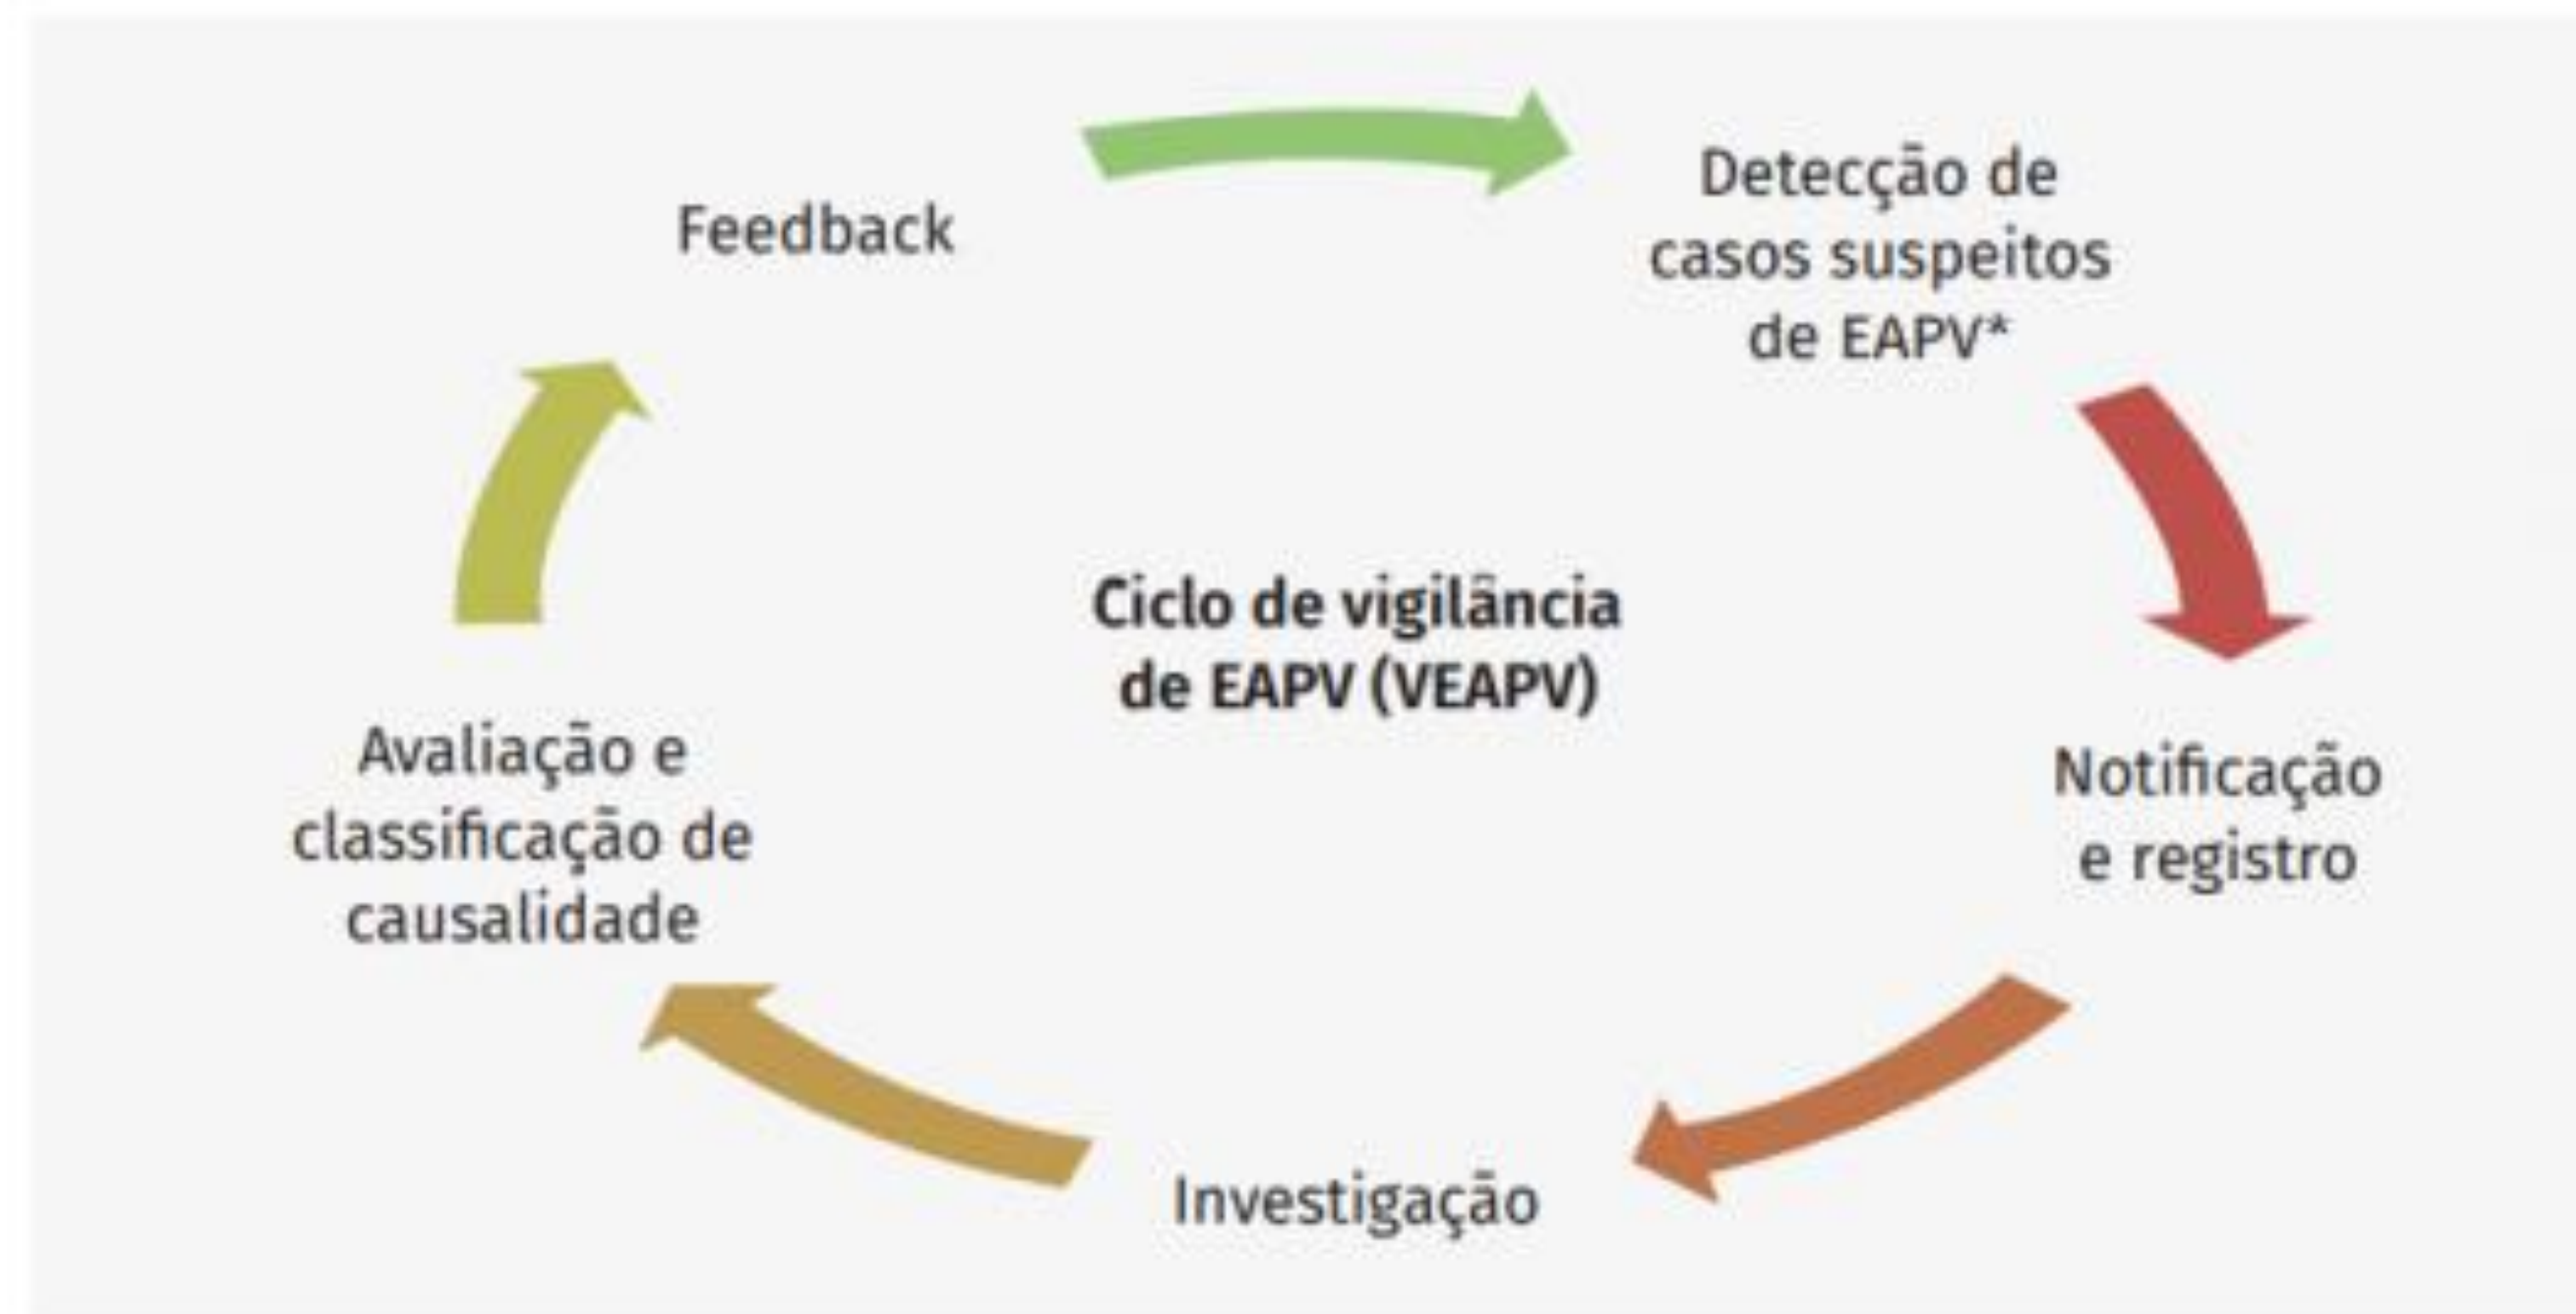 Feedback
Detecção de
casos suspeitos
de EAPV*
Ciclo de vigilância
de EAPV (VEAPV)
Avaliação e
classificação de
causalidade
Notificação
e registro
Investigação